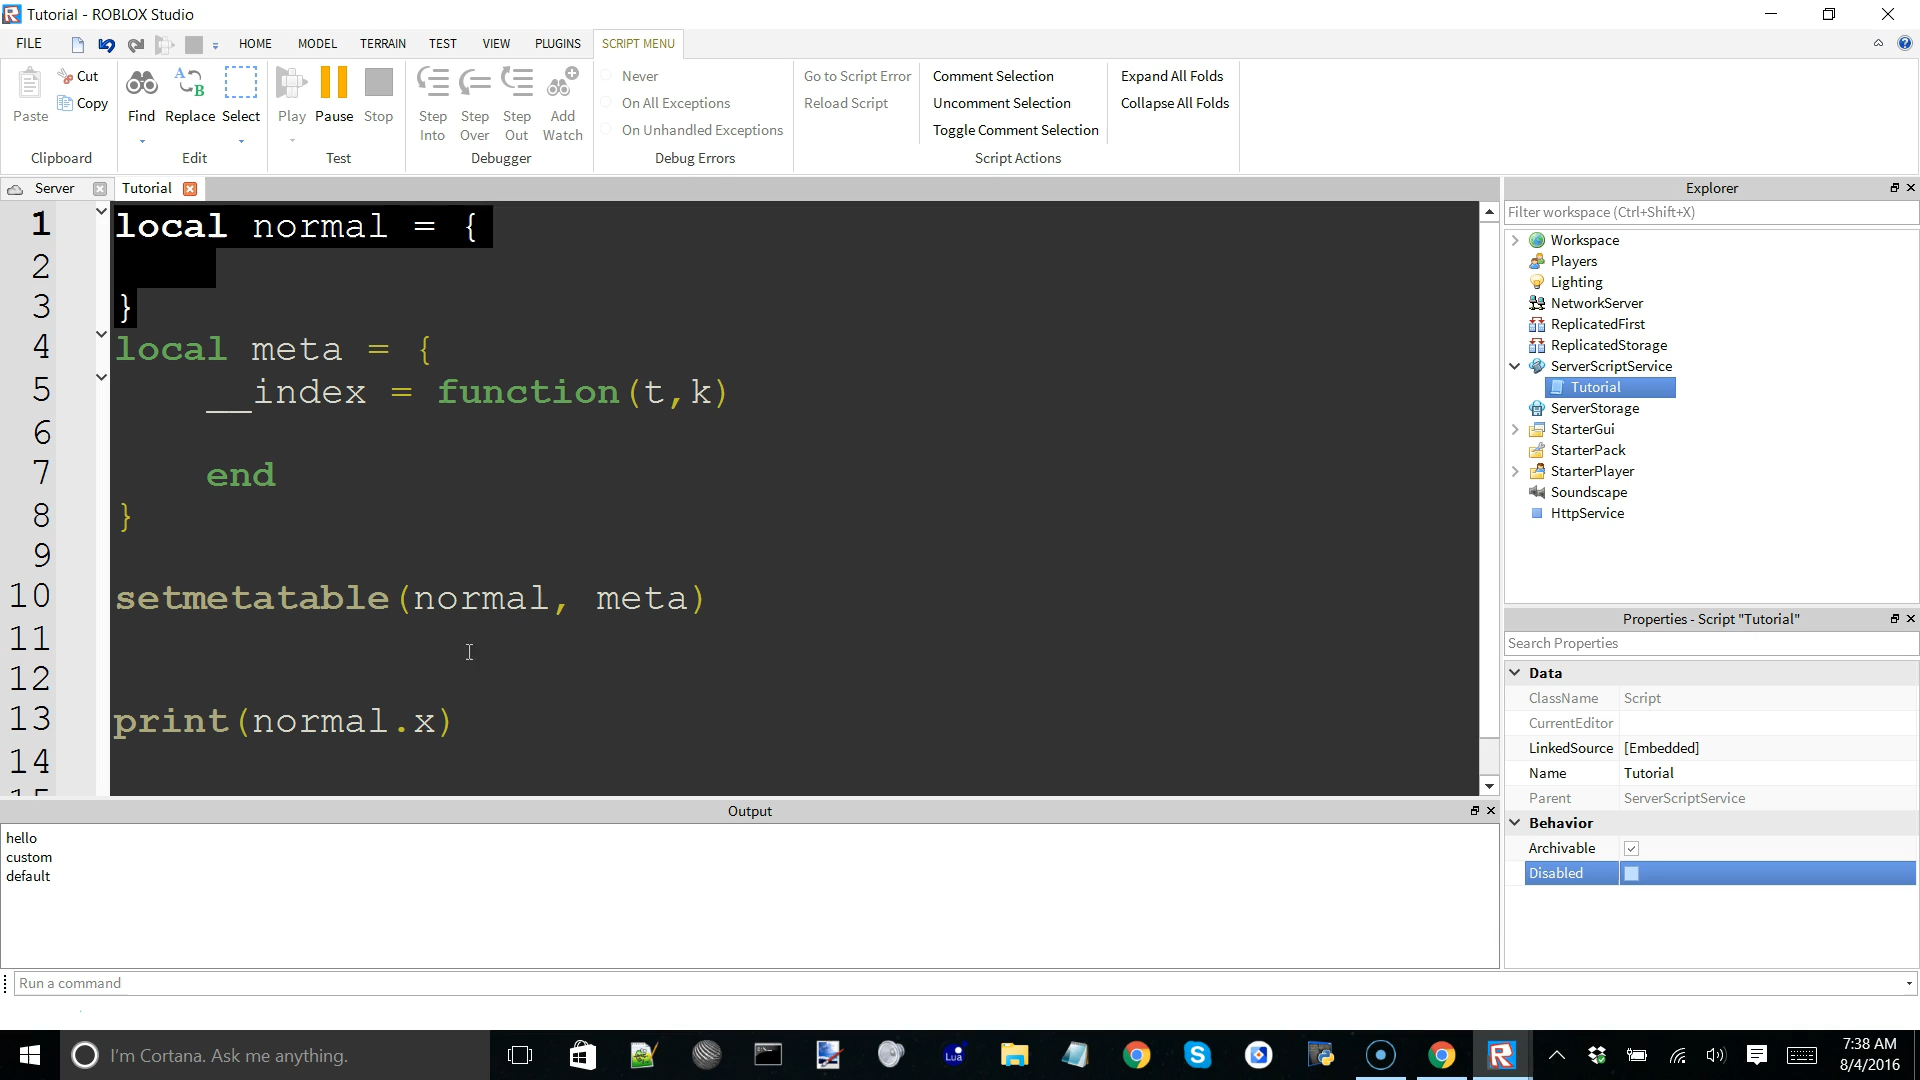 Tutorial - ROBLOX Studio
FILE HOME MODEL TERRAIN TEST VIEW PLUGINS SCRIPT MENU
Paste Cut Copy Clipboard
Find Replace Select Edit
Play Pause Stop Test
Step Into Step Over Step Out Add Watch Debugger
Never
On All Exceptions
On Unhandled Exceptions
Debug Errors
Go to Script Error
Reload Script
Comment Selection
Uncomment Selection
Toggle Comment Selection
Script Actions
Expand All Folds
Collapse All Folds
Server Tutorial
1 local normal = {
2
3 }
4 local meta = {
5 __index = function(t,k)
6
7 end
8 }
9
10 setmetatable(normal, meta)
11
12
13 print(normal.x)
14
15
Output
hello
custom
default
Run a command
Explorer
Filter workspace (Ctrl+Shift+X)
Workspace
Players
Lighting
NetworkServer
ReplicatedFirst
ReplicatedStorage
ServerScriptService
Tutorial
ServerStorage
StarterGui
StarterPack
StarterPlayer
Soundscape
HttpService
Properties - Script "Tutorial"
Search Properties
Data
ClassName Script
CurrentEditor
LinkedSource [Embedded]
Name Tutorial
Parent ServerScriptService
Behavior
Archivable
Disabled
I'm Cortana. Ask me anything.
Lua
7:38 AM
8/4/2016